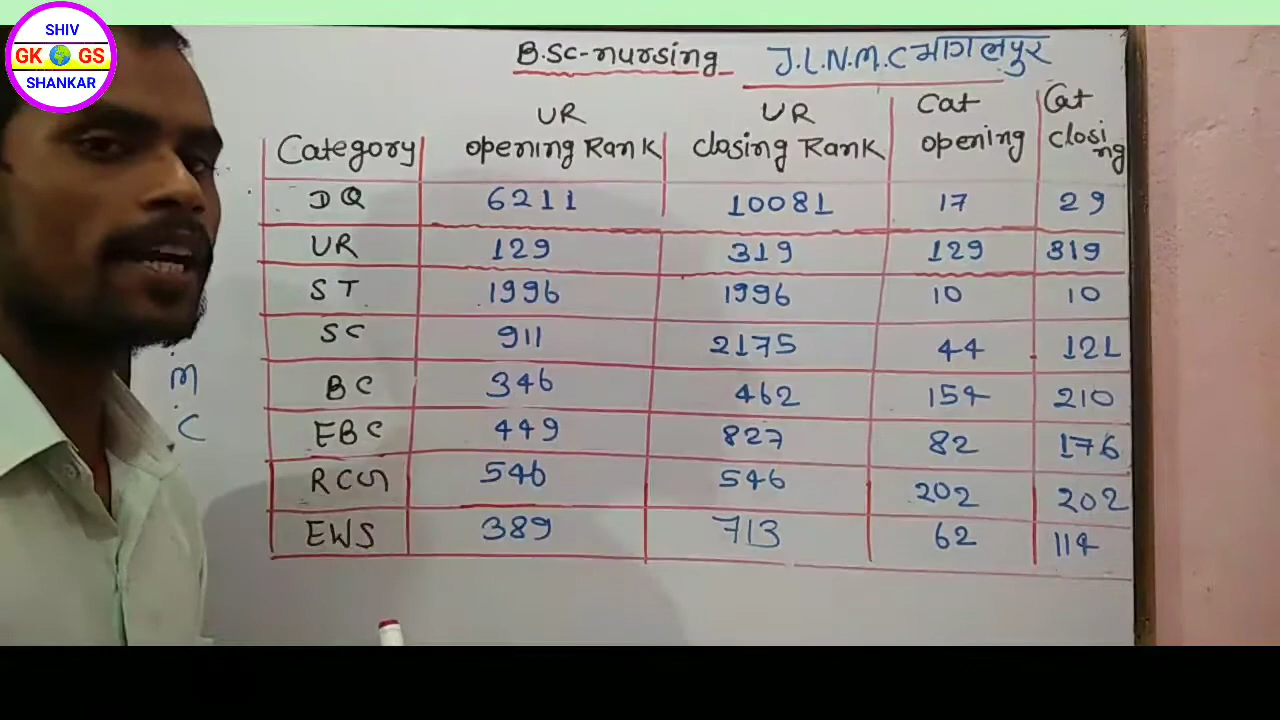 SHIV
GK GS
SHANKAR
B.SC-nursing J.L.N.M.C भागलपुर
Category UR opening Rank UR closing Rank Cat opening Cat closing
DQ 6211 10081 17 29
UR 129 319 129 319
ST 1996 1996 10 10
SC 911 2175 44 121
BC 346 462 154 210
EBC 449 827 82 176
RCG 546 546 202 202
EWS 389 713 62 114
M
C